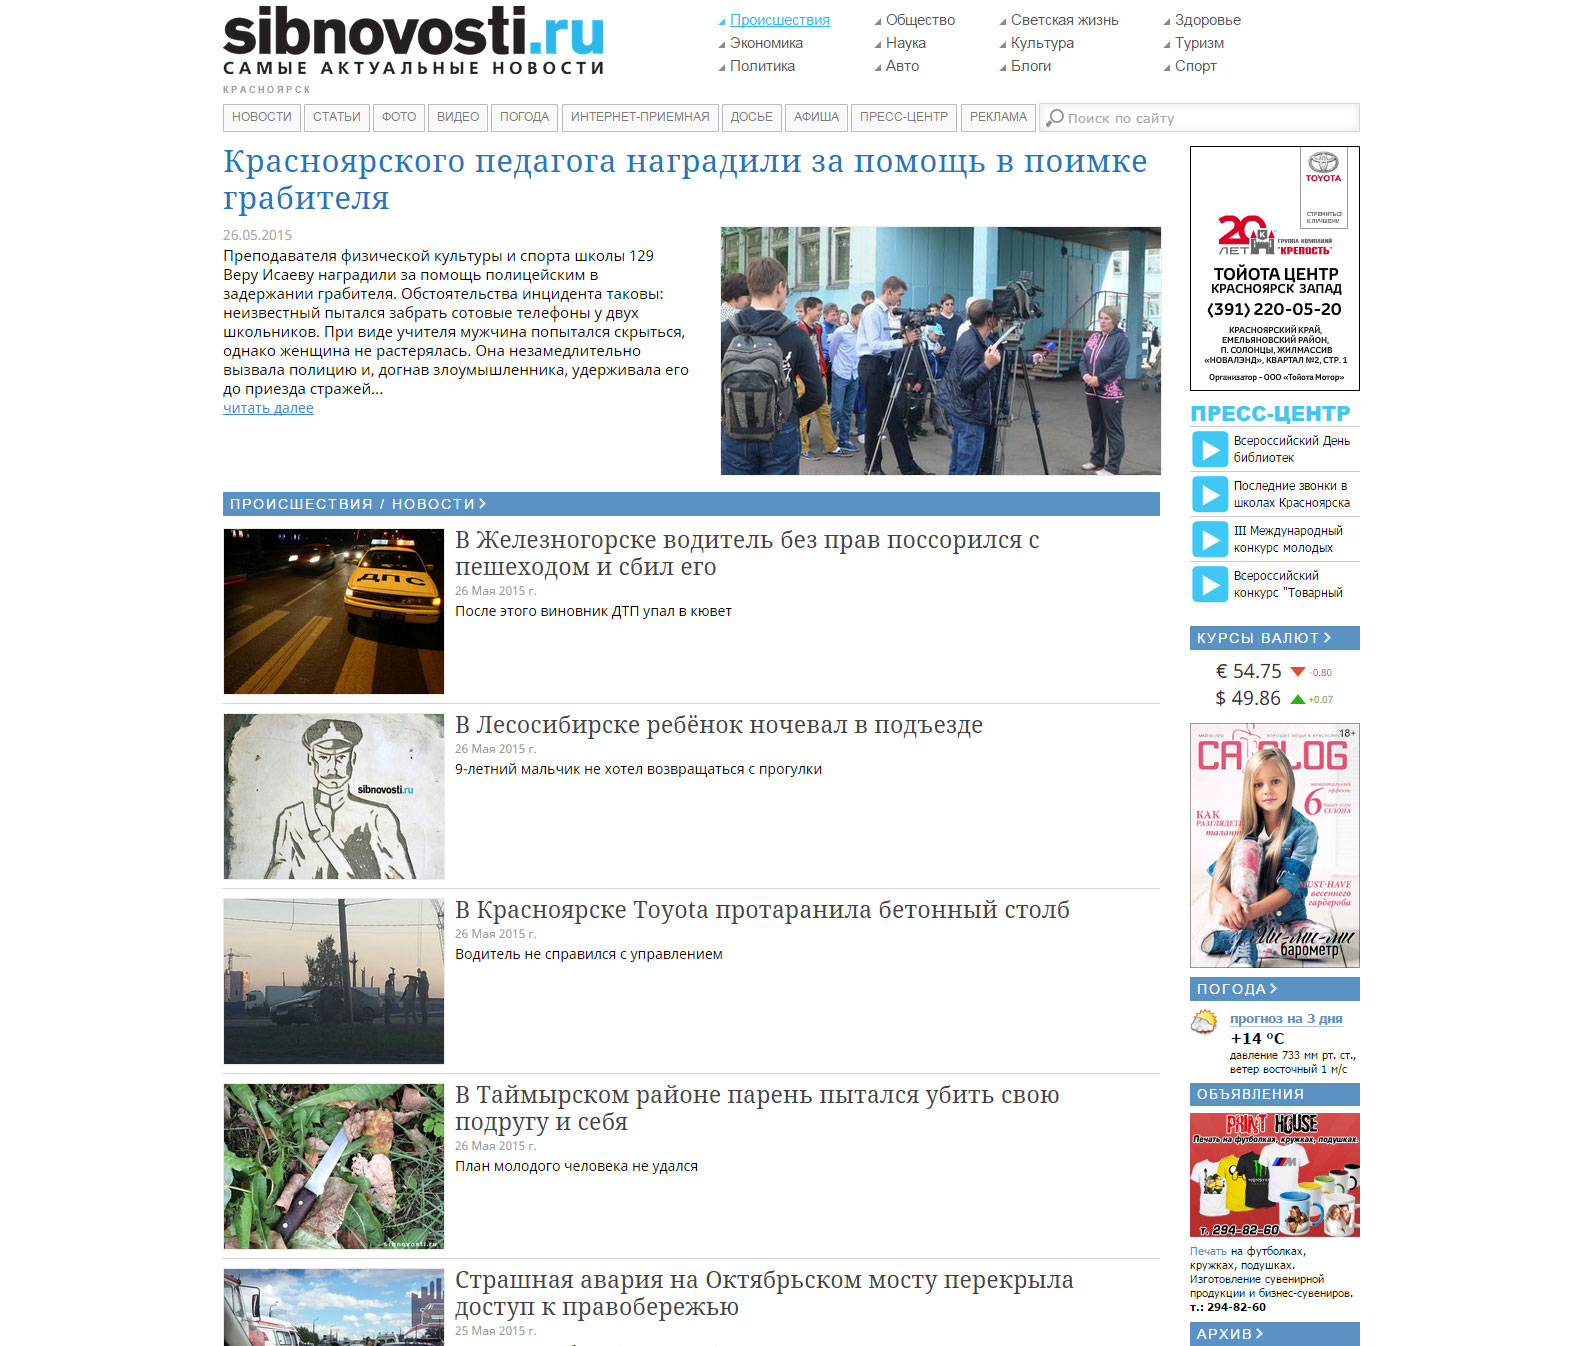 sibnovosti.ru
САМЫЕ АКТУАЛЬНЫЕ НОВОСТИ
КРАСНОЯРСК
Происшествия
Общество
Светская жизнь
Здоровье
Экономика
Наука
Культура
Туризм
Политика
Авто
Блоги
Спорт
НОВОСТИ
СТАТЬИ
ФОТО
ВИДЕО
ПОГОДА
ИНТЕРНЕТ-ПРИЕМНАЯ
ДОСЬЕ
АФИША
ПРЕСС-ЦЕНТР
РЕКЛАМА
Поиск по сайту
Красноярского педагога наградили за помощь в поимке
грабителя
26.05.2015
Преподавателя физической культуры и спорта школы 129
Веру Исаеву наградили за помощь полицейским в
задержании грабителя. Обстоятельства инцидента таковы:
неизвестный пытался забрать сотовые телефоны у двух
школьников. При виде учителя мужчина попытался скрыться,
однако женщина не растерялась. Она незамедлительно
вызвала полицию и, догнав злоумышленника, удерживала его
до приезда стражей...
читать далее
ПРОИСШЕСТВИЯ / НОВОСТИ
ДПС
В Железногорске водитель без прав поссорился с
пешеходом и сбил его
26 Мая 2015 г.
После этого виновник ДТП упал в кювет
sibnovosti.ru
В Лесосибирске ребёнок ночевал в подъезде
26 Мая 2015 г.
9-летний мальчик не хотел возвращаться с прогулки
В Красноярске Toyota протаранила бетонный столб
26 Мая 2015 г.
Водитель не справился с управлением
sibnovosti.ru
В Таймырском районе парень пытался убить свою
подругу и себя
26 Мая 2015 г.
План молодого человека не удался
Страшная авария на Октябрьском мосту перекрыла
доступ к правобережью
25 Мая 2015 г.
TOYOTA
СТРЕМИТЬСЯ
К ЛУЧШЕМУ
20
ЛЕТ
К
ГРУППА КОМПАНИЙ
"КРЕПОСТЬ"
ТОЙОТА ЦЕНТР
КРАСНОЯРСК ЗАПАД
(391) 220-05-20
КРАСНОЯРСКИЙ КРАЙ,
ЕМЕЛЬЯНОВСКИЙ РАЙОН,
П. СОЛОНЦЫ, ЖИЛМАССИВ
«НОВАЛЭНД», КВАРТАЛ №2, СТР. 1
Организатор - ООО «Тойота Мотор»
ПРЕСС-ЦЕНТР
Всероссийский День
библиотек
Последние звонки в
школах Красноярска
III Международный
конкурс молодых
Всероссийский
конкурс "Товарный
КУРСЫ ВАЛЮТ
€ 54.75 -0.80
$ 49.86 +0.07
18+
CATALOG
6
СЕЗОНА
КАК
РАЗГЛЯДЕТЬ
талант
MUST-HAVE
весеннего
гардероба
Ми-ми-ми
барометр
ПОГОДА
прогноз на 3 дня
+14 °C
давление 733 мм рт. ст.,
ветер восточный 1 м/с
ОБЪЯВЛЕНИЯ
PRINT HOUSE
Печать на футболках, кружках, подушках.
т. 294-82-60
Печать на футболках,
кружках, подушках.
Изготовление сувенирной
продукции и бизнес-сувениров.
т.: 294-82-60
АРХИВ